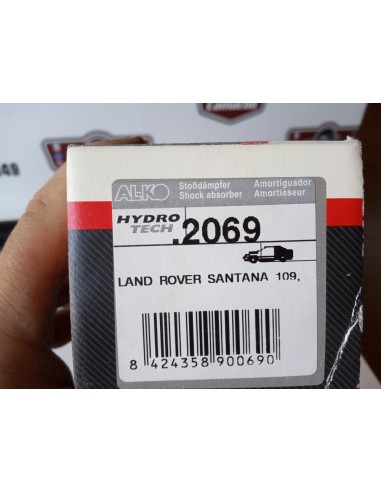 AL-KO
Stoßdämpfer Amortiguador
Shock absorber Amortisseur
HYDRO
TECH .2069
LAND ROVER SANTANA 109,
8 424358 900690